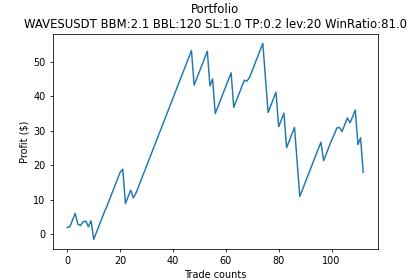 Portfolio
WAVESUSDT BBM:2.1 BBL:120 SL:1.0 TP:0.2 lev:20 WinRatio:81.0
Profit ($)
50
40
30
20
10
0
0 20 40 60 80 100
Trade counts